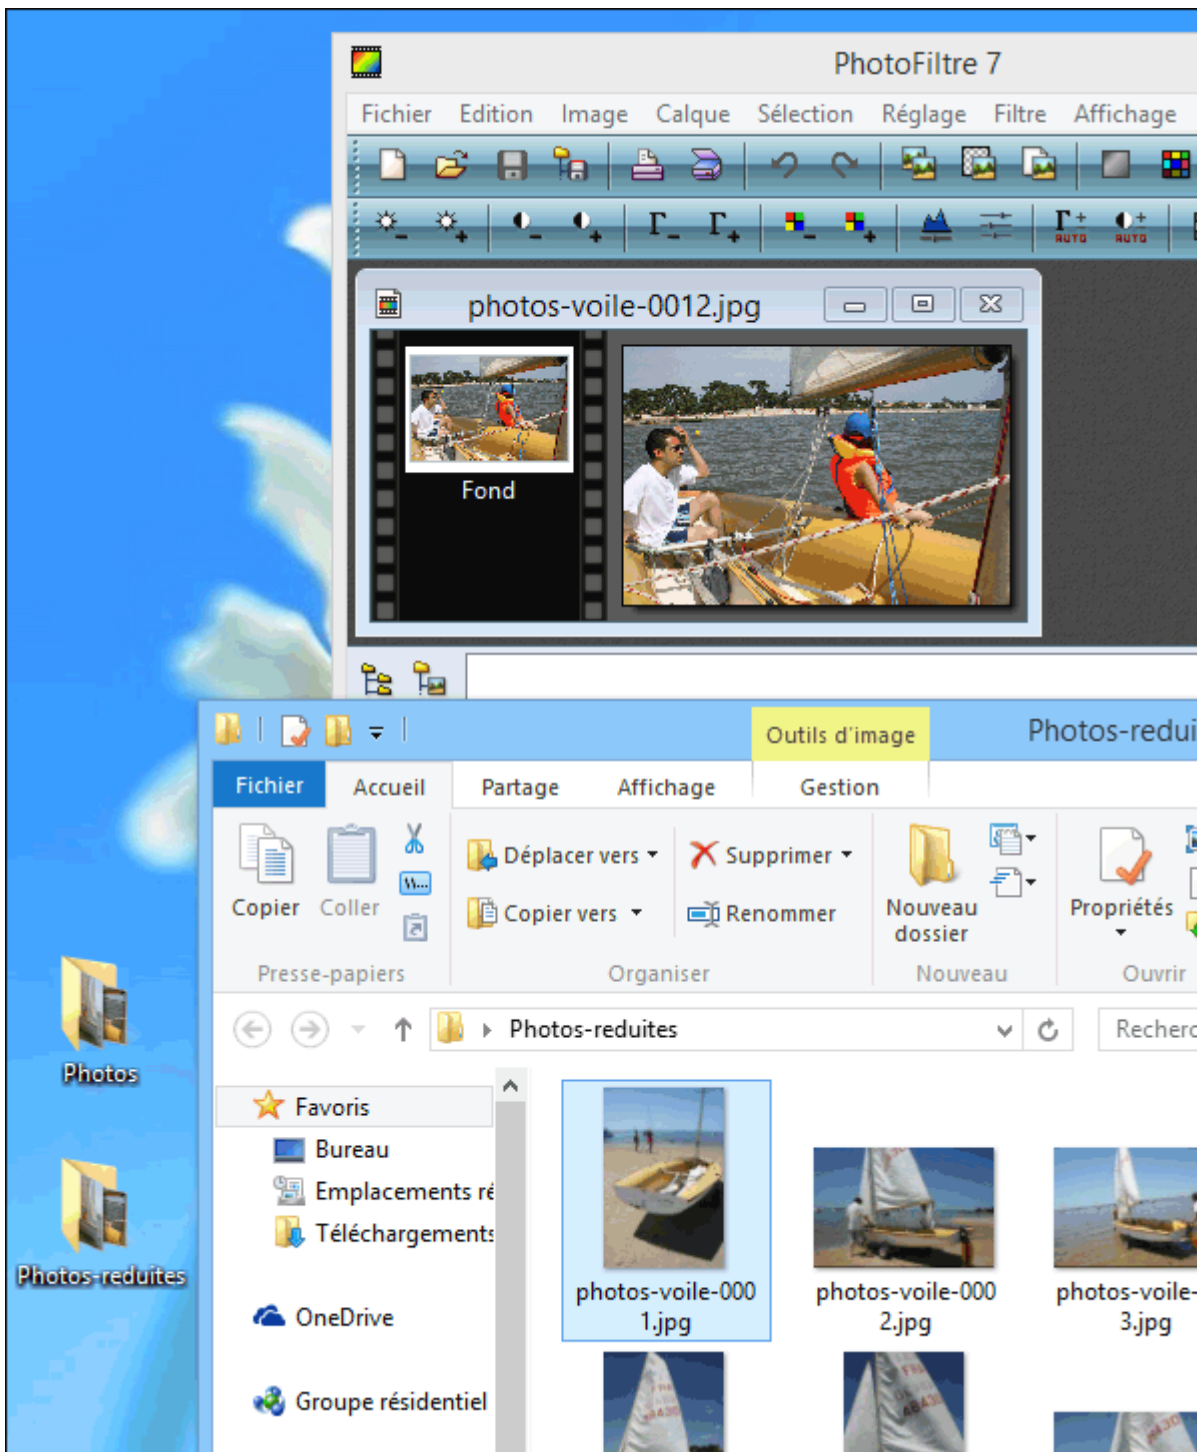 PhotoFiltre 7
Fichier Edition Image Calque Sélection Réglage Filtre Affichage
AUTO AUTO
photos-voile-0012.jpg
Fond
Outils d'image Photos-redui
Fichier Accueil Partage Affichage Gestion
Déplacer vers Supprimer
Copier Coller Copier vers Renommer Nouveau dossier Propriétés
Presse-papiers Organiser Nouveau Ouvrir
Photos-reduites Recherc
Photos
Photos-reduites
Favoris
Bureau
Emplacements ré
Téléchargements
OneDrive
Groupe résidentiel
photos-voile-000
1.jpg
photos-voile-000
2.jpg
photos-voile-
3.jpg